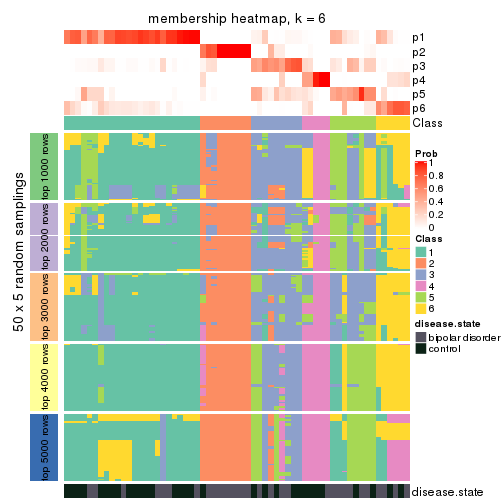 membership heatmap, k = 6
p1
p2
p3
p4
p5
p6
Class
50 x 5 random samplings
top 1000 rows
top 2000 rows
top 3000 rows
top 4000 rows
top 5000 rows
disease.state
Prob
1
0.8
0.6
0.4
0.2
0
Class
1
2
3
4
5
6
disease.state
bipolar disorder
control